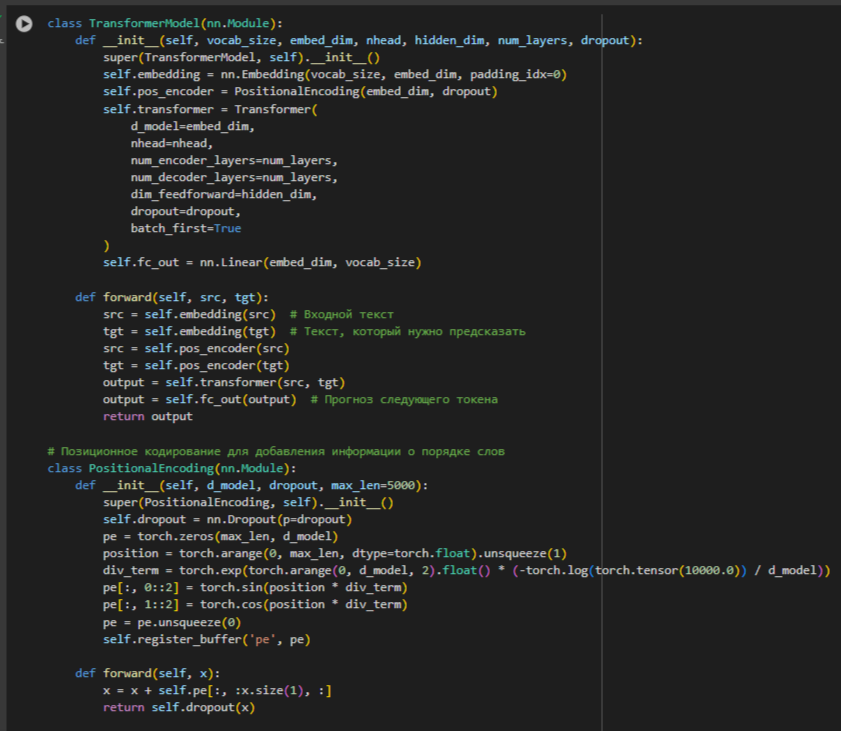 class TransformerModel(nn.Module):
    def __init__(self, vocab_size, embed_dim, nhead, hidden_dim, num_layers, dropout):
        super(TransformerModel, self).__init__()
        self.embedding = nn.Embedding(vocab_size, embed_dim, padding_idx=0)
        self.pos_encoder = PositionalEncoding(embed_dim, dropout)
        self.transformer = Transformer(
            d_model=embed_dim,
            nhead=nhead,
            num_encoder_layers=num_layers,
            num_decoder_layers=num_layers,
            dim_feedforward=hidden_dim,
            dropout=dropout,
            batch_first=True
        )
        self.fc_out = nn.Linear(embed_dim, vocab_size)

    def forward(self, src, tgt):
        src = self.embedding(src)  # Входной текст
        tgt = self.embedding(tgt)  # Текст, который нужно предсказать
        src = self.pos_encoder(src)
        tgt = self.pos_encoder(tgt)
        output = self.transformer(src, tgt)
        output = self.fc_out(output)  # Прогноз следующего токена
        return output

# Позиционное кодирование для добавления информации о порядке слов
class PositionalEncoding(nn.Module):
    def __init__(self, d_model, dropout, max_len=5000):
        super(PositionalEncoding, self).__init__()
        self.dropout = nn.Dropout(p=dropout)
        pe = torch.zeros(max_len, d_model)
        position = torch.arange(0, max_len, dtype=torch.float).unsqueeze(1)
        div_term = torch.exp(torch.arange(0, d_model, 2).float() * (-torch.log(torch.tensor(10000.0)) / d_model))
        pe[:, 0::2] = torch.sin(position * div_term)
        pe[:, 1::2] = torch.cos(position * div_term)
        pe = pe.unsqueeze(0)
        self.register_buffer('pe', pe)

    def forward(self, x):
        x = x + self.pe[:, :x.size(1), :]
        return self.dropout(x)